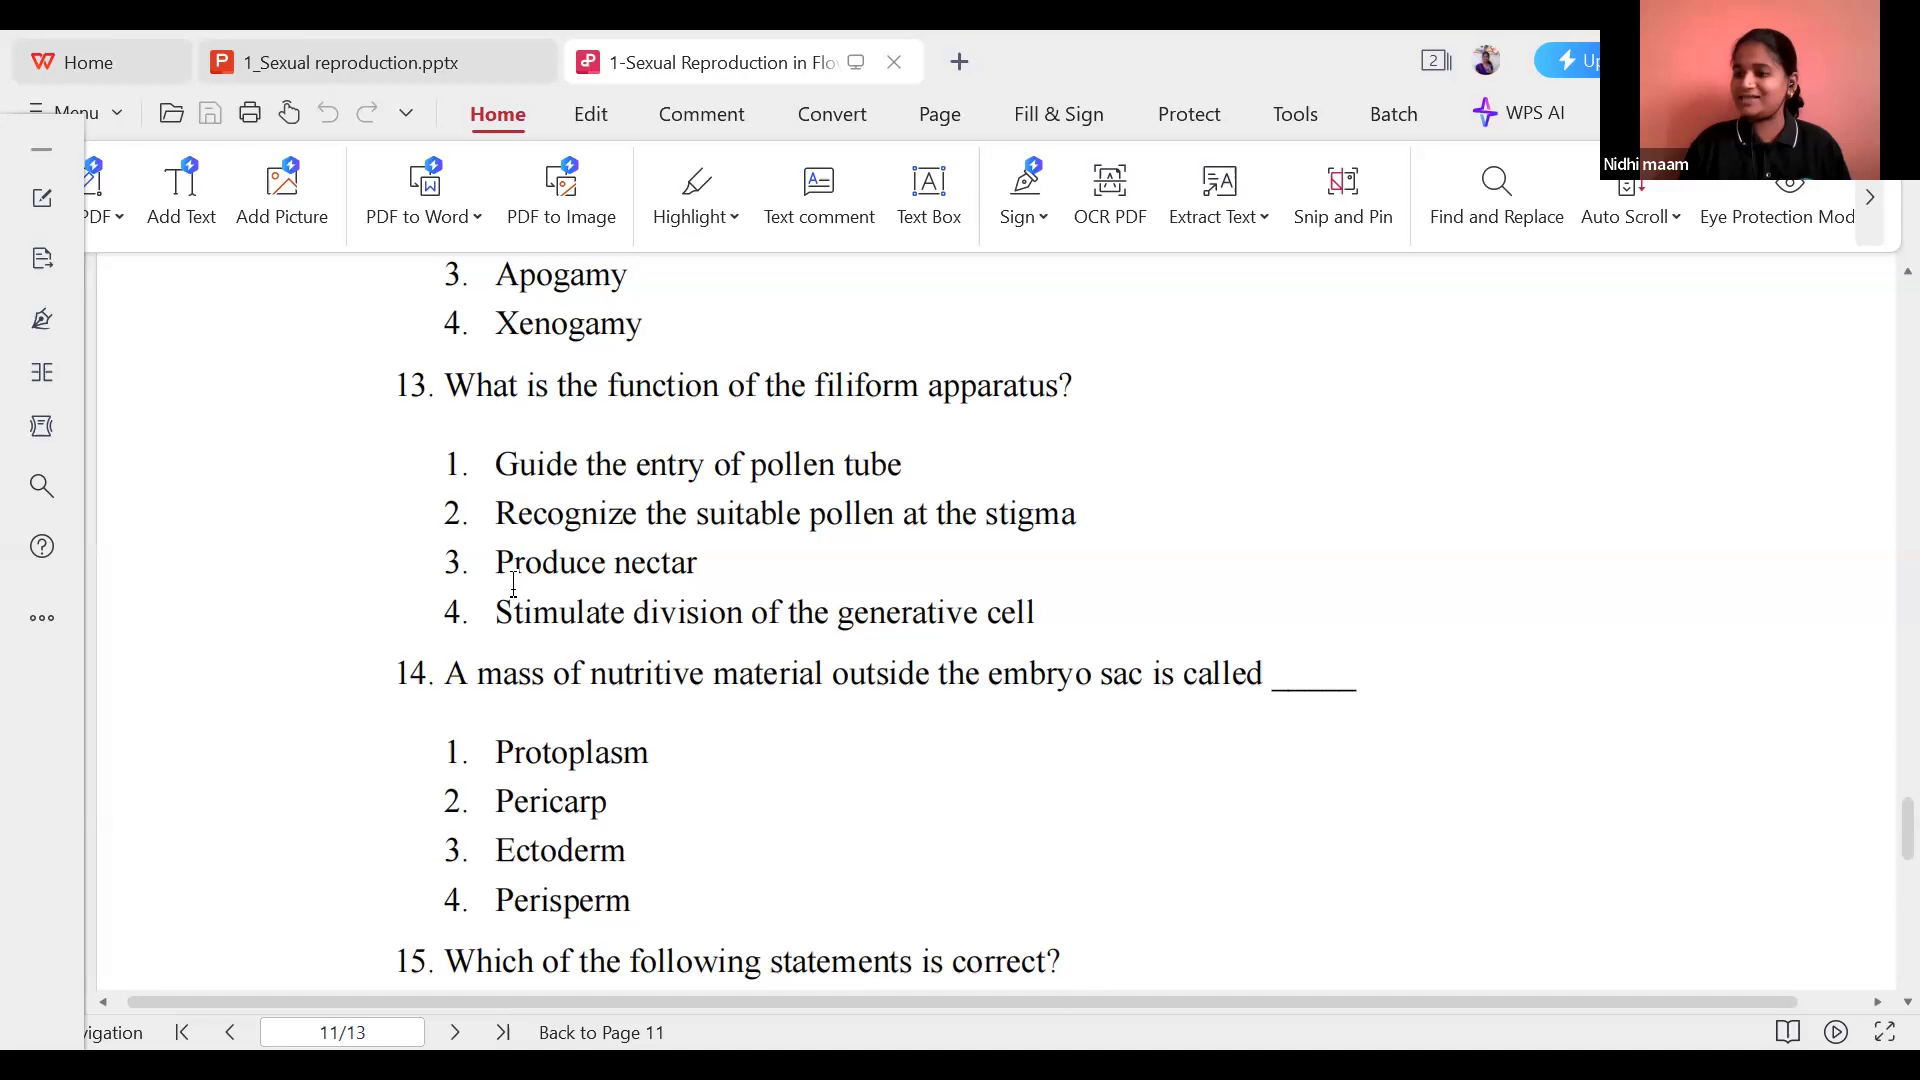 Home
1_Sexual reproduction.pptx
1-Sexual Reproduction in Flo
2
Up
Menu
Home
Edit
Comment
Convert
Page
Fill & Sign
Protect
Tools
Batch
WPS AI
Nidhi maam
PDF
Add Text
Add Picture
PDF to Word
PDF to Image
Highlight
Text comment
Text Box
Sign
OCR PDF
Extract Text
Snip and Pin
Find and Replace
Auto Scroll
Eye Protection Mod
3. Apogamy
4. Xenogamy
13. What is the function of the filiform apparatus?
1. Guide the entry of pollen tube
2. Recognize the suitable pollen at the stigma
3. Produce nectar
4. Stimulate division of the generative cell
14. A mass of nutritive material outside the embryo sac is called _____
1. Protoplasm
2. Pericarp
3. Ectoderm
4. Perisperm
15. Which of the following statements is correct?
vigation
11/13
Back to Page 11